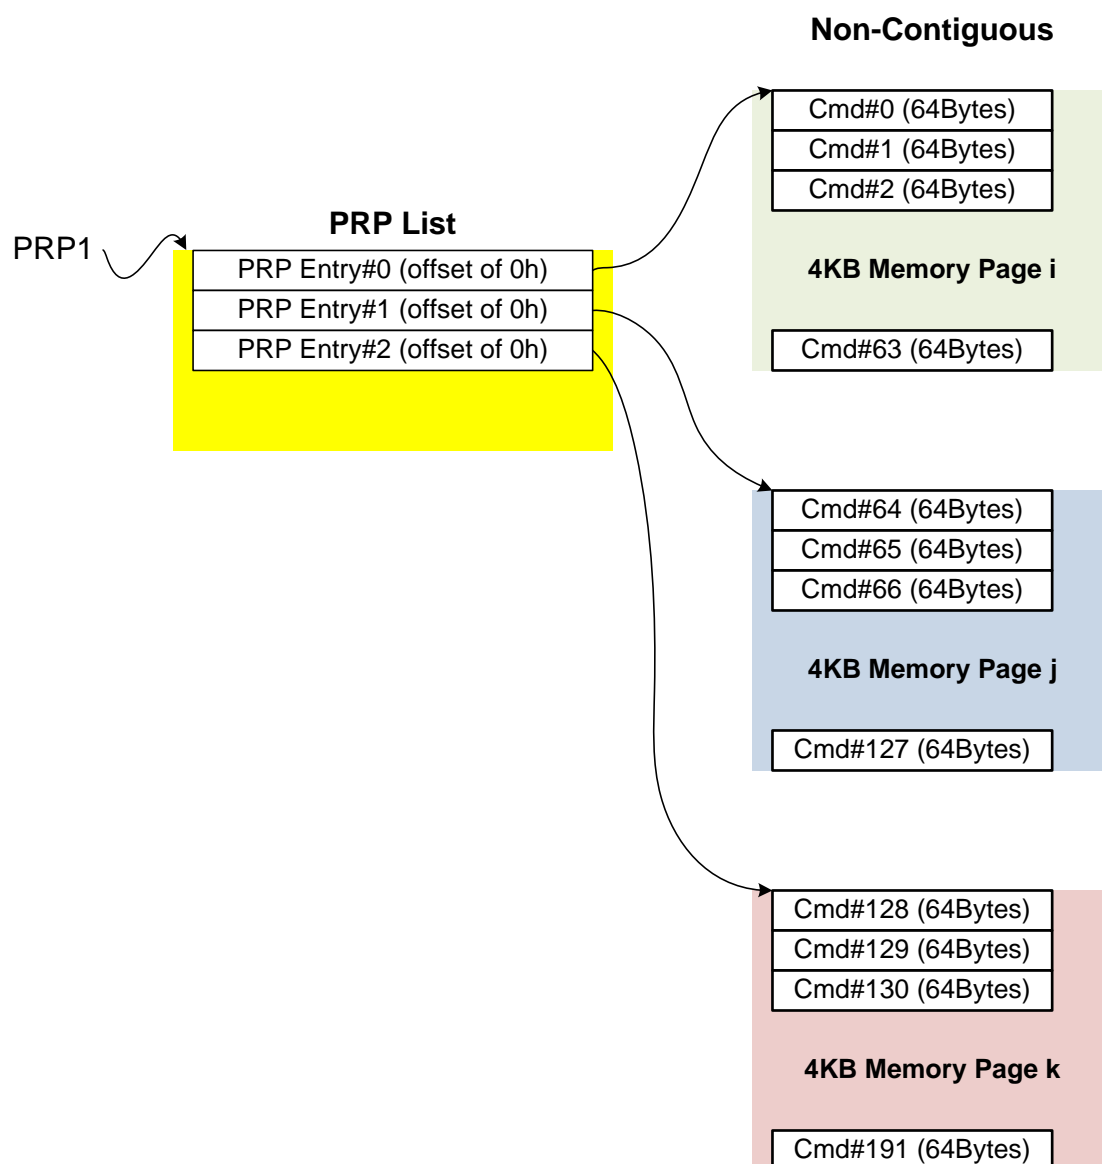 Non-Contiguous
Cmd#0 (64Bytes)
Cmd#1 (64Bytes)
Cmd#2 (64Bytes)
4KB Memory Page i
Cmd#63 (64Bytes)
PRP1
PRP List
PRP Entry#0 (offset of 0h)
PRP Entry#1 (offset of 0h)
PRP Entry#2 (offset of 0h)
Cmd#64 (64Bytes)
Cmd#65 (64Bytes)
Cmd#66 (64Bytes)
4KB Memory Page j
Cmd#127 (64Bytes)
Cmd#128 (64Bytes)
Cmd#129 (64Bytes)
Cmd#130 (64Bytes)
4KB Memory Page k
Cmd#191 (64Bytes)